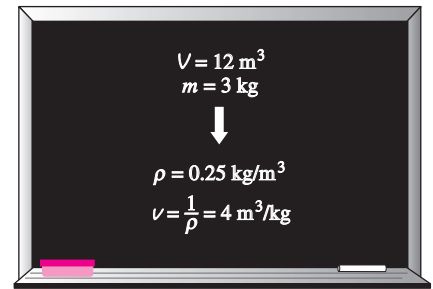 V = 12 m³
m = 3 kg
ρ = 0.25 kg/m³
v = 1/ρ = 4 m³/kg